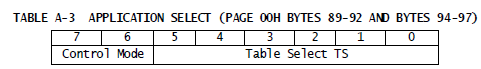 TABLE A-3 APPLICATION SELECT (PAGE 00H BYTES 89-92 AND BYTES 94-97)
7 6 5 4 3 2 1 0
Control Mode Table Select TS